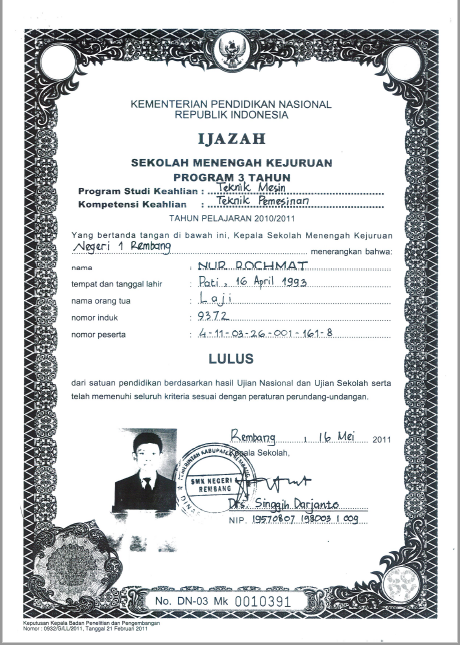 KEMENTERIAN PENDIDIKAN NASIONAL
REPUBLIK INDONESIA
IJAZAH
SEKOLAH MENENGAH KEJURUAN
PROGRAM 3 TAHUN
Program Studi Keahlian : Teknik Mesin
Kompetensi Keahlian : Teknik Pemesinan
TAHUN PELAJARAN 2010/2011
Yang bertanda tangan di bawah ini, Kepala Sekolah Menengah Kejuruan
Negeri 1 Rembang menerangkan bahwa:
nama : NUR ROCHMAT
tempat dan tanggal lahir : Pati, 16 April 1993
nama orang tua : Laji
nomor induk : 9372
nomor peserta : 4-11-03-26-001-161-8
LULUS
dari satuan pendidikan berdasarkan hasil Ujian Nasional dan Ujian Sekolah serta
telah memenuhi seluruh kriteria sesuai dengan peraturan perundang-undangan.
Rembang, 16 Mei 2011
Kepala Sekolah,
PEMERINTAH KABUPATEN REMBANG
SMK NEGERI 1
REMBANG
Drs. Singgih Darjanto
NIP. 19570807 198003 1 009
No. DN-03 Mk 0010391
Keputusan Kepala Badan Penelitian dan Pengembangan
Nomor : 0932/G/LL/2011, Tanggal 21 Februari 2011